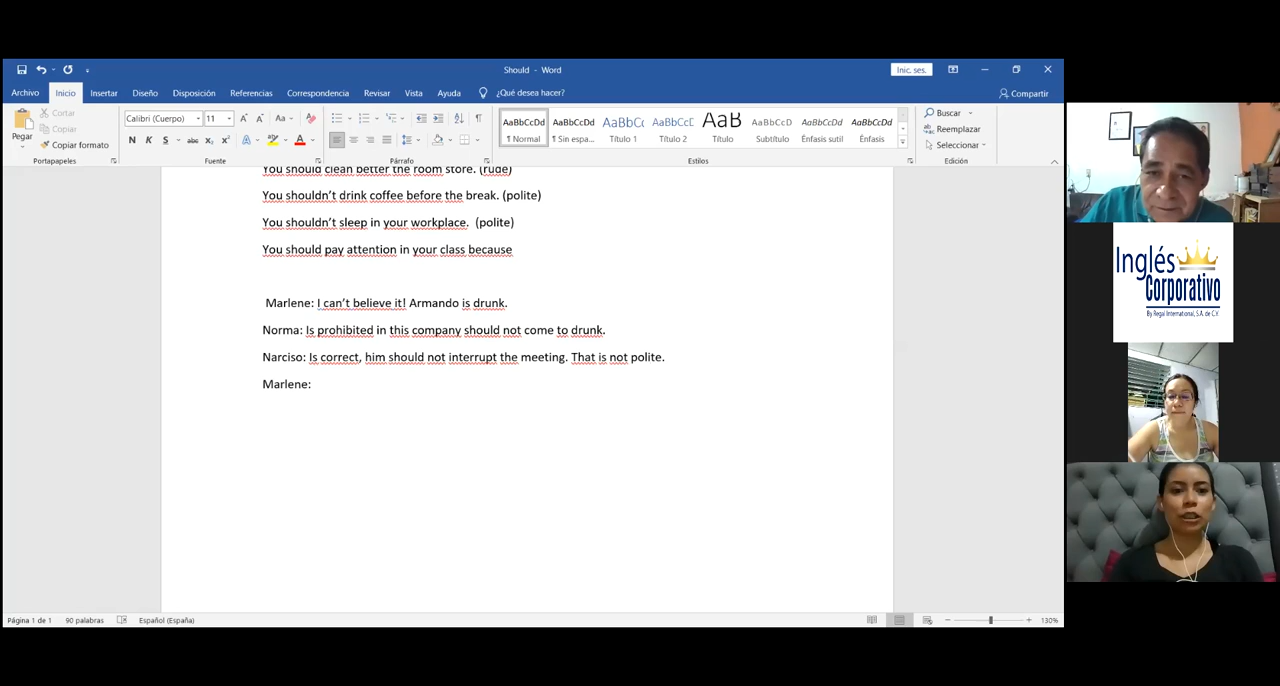 Should - Word
Inic. ses.
Archivo Inicio Insertar Diseño Disposición Referencias Correspondencia Revisar Vista Ayuda ¿Qué desea hacer? Compartir
Pegar
Cortar
Copiar
Copiar formato
Portapapeles
Calibri (Cuerpo) 11
Fuente
Párrafo
AaBbCcDd AaBbCcDd AaBbCc AaBbCcE AaB AaBbCcD AaBbCcDd AaBbCcDd
¶ Normal ¶ Sin espa... Título 1 Título 2 Título Subtítulo Énfasis sutil Énfasis
Estilos
Buscar
Reemplazar
Seleccionar
Edición
You should clean better the room store. (rude)
You shouldn't drink coffee before the break. (polite)
You shouldn't sleep in your workplace. (polite)
You should pay attention in your class because
Marlene: I can't believe it! Armando is drunk.
Norma: Is prohibited in this company should not come to drunk.
Narciso: Is correct, him should not interrupt the meeting. That is not polite.
Marlene:
Página 1 de 1 90 palabras Español (España) 130%
Inglés
Corporativo
By Regal International, S.A. de C.V.